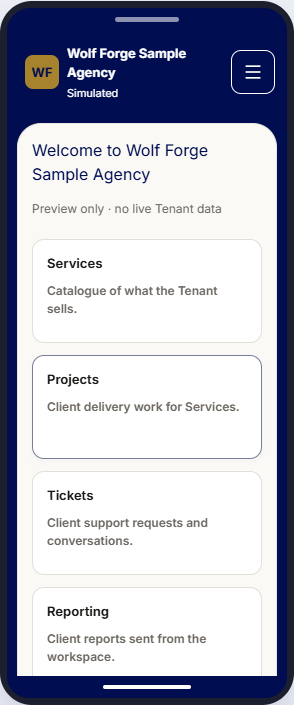 WF
Wolf Forge Sample
Agency
Simulated
Welcome to Wolf Forge
Sample Agency
Preview only · no live Tenant data
Services
Catalogue of what the Tenant
sells.
Projects
Client delivery work for Services.
Tickets
Client support requests and
conversations.
Reporting
Client reports sent from the
workspace.